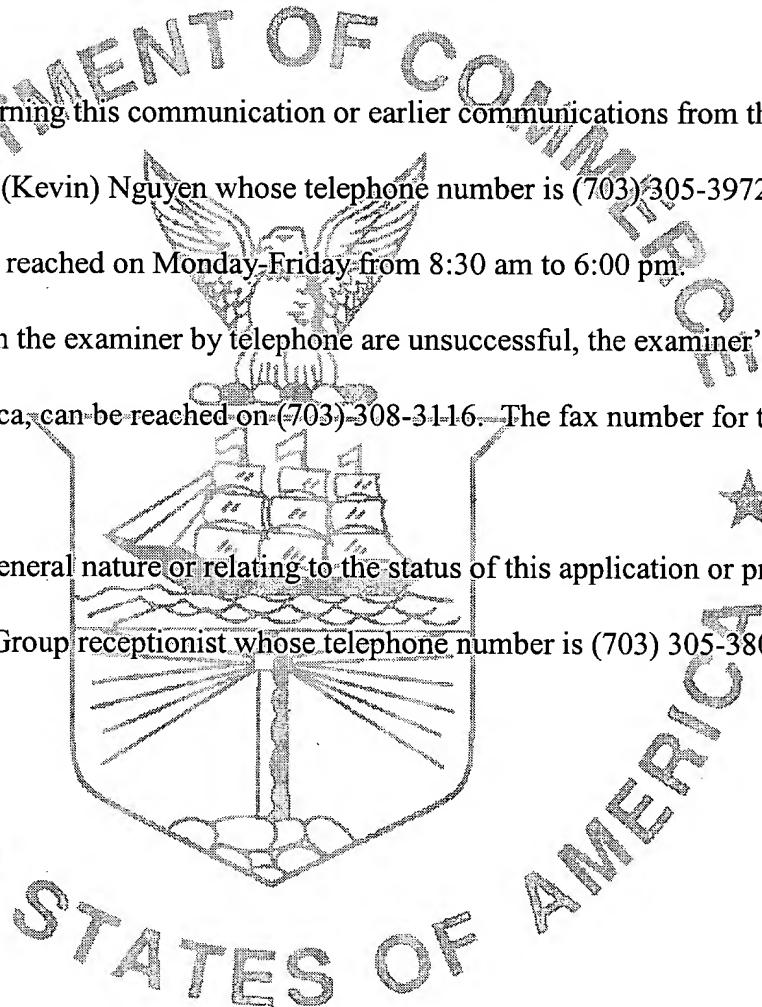 TMENT OF COMMERCE
rning this communication or earlier communications from th
(Kevin) Nguyen whose telephone number is (703) 305-3972
reached on Monday-Friday from 8:30 am to 6:00 pm.
n the examiner by telephone are unsuccessful, the examiner'
ca, can be reached on (703) 308-3116. The fax number for t
eneral nature or relating to the status of this application or pr
Group receptionist whose telephone number is (703) 305-380
STATES OF AMERICA